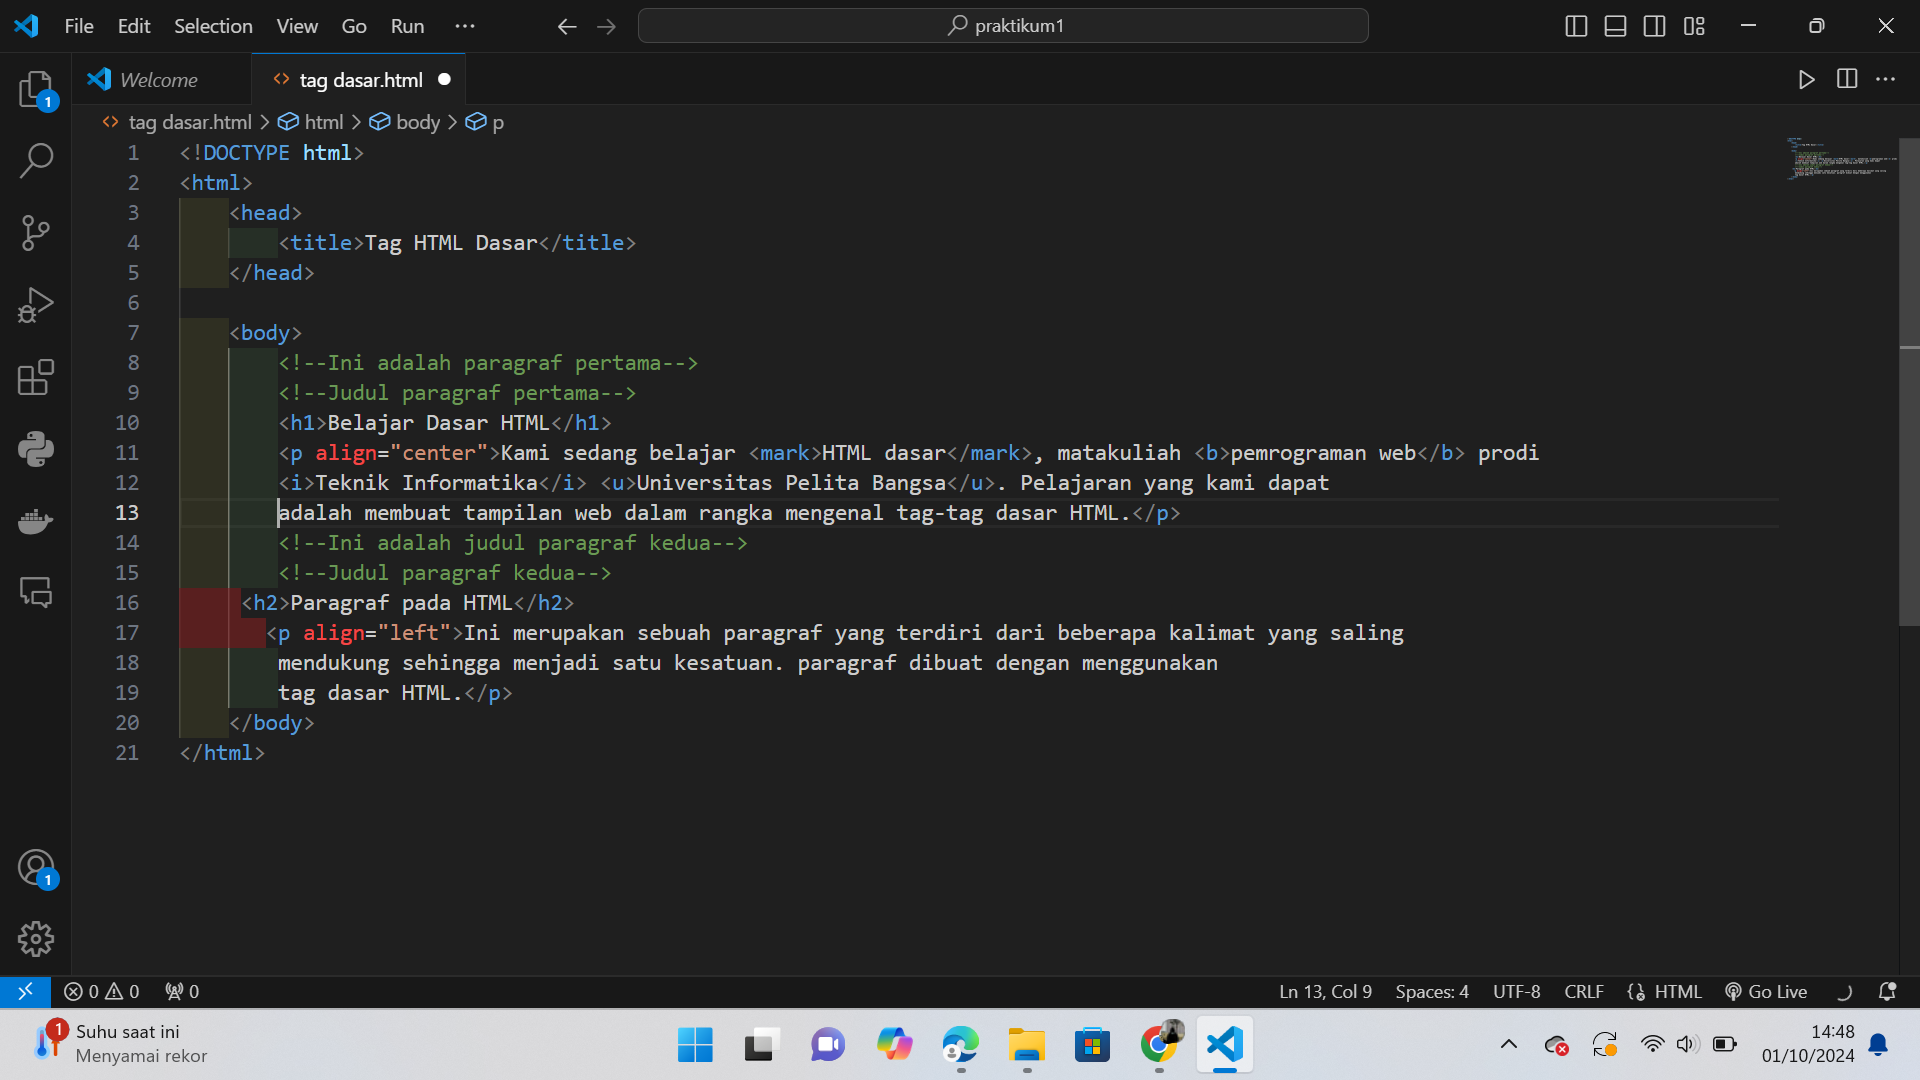 File Edit Selection View Go Run ··· praktikum1
Welcome tag dasar.html
tag dasar.html > html > body > p
1 <!DOCTYPE html>
2 <html>
3 <head>
4 <title>Tag HTML Dasar</title>
5 </head>
6
7 <body>
8 <!--Ini adalah paragraf pertama-->
9 <!--Judul paragraf pertama-->
10 <h1>Belajar Dasar HTML</h1>
11 <p align="center">Kami sedang belajar <mark>HTML dasar</mark>, matakuliah <b>pemrograman web</b> prodi
12 <i>Teknik Informatika</i> <u>Universitas Pelita Bangsa</u>. Pelajaran yang kami dapat
13 adalah membuat tampilan web dalam rangka mengenal tag-tag dasar HTML.</p>
14 <!--Ini adalah judul paragraf kedua-->
15 <!--Judul paragraf kedua-->
16 <h2>Paragraf pada HTML</h2>
17 <p align="left">Ini merupakan sebuah paragraf yang terdiri dari beberapa kalimat yang saling
18 mendukung sehingga menjadi satu kesatuan. paragraf dibuat dengan menggunakan
19 tag dasar HTML.</p>
20 </body>
21 </html>
1
1
0 0 0 Ln 13, Col 9 Spaces: 4 UTF-8 CRLF HTML Go Live
1 Suhu saat ini
Menyamai rekor
14:48
01/10/2024